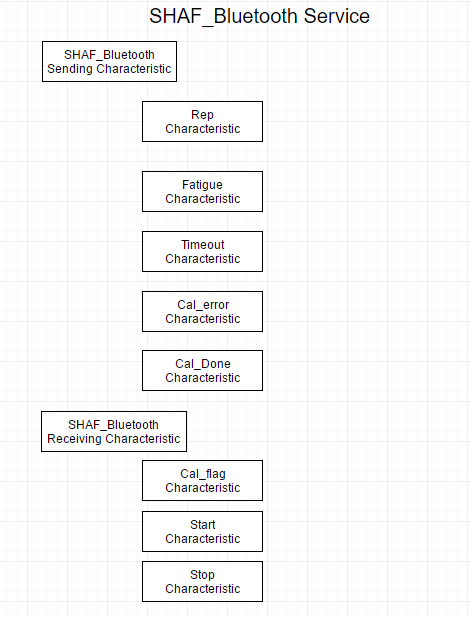 SHAF_Bluetooth Service
SHAF_Bluetooth
Sending Characteristic
Rep
Characteristic
Fatigue
Characteristic
Timeout
Characteristic
Cal_error
Characteristic
Cal_Done
Characteristic
SHAF_Bluetooth
Receiving Characteristic
Cal_flag
Characteristic
Start
Characteristic
Stop
Characteristic